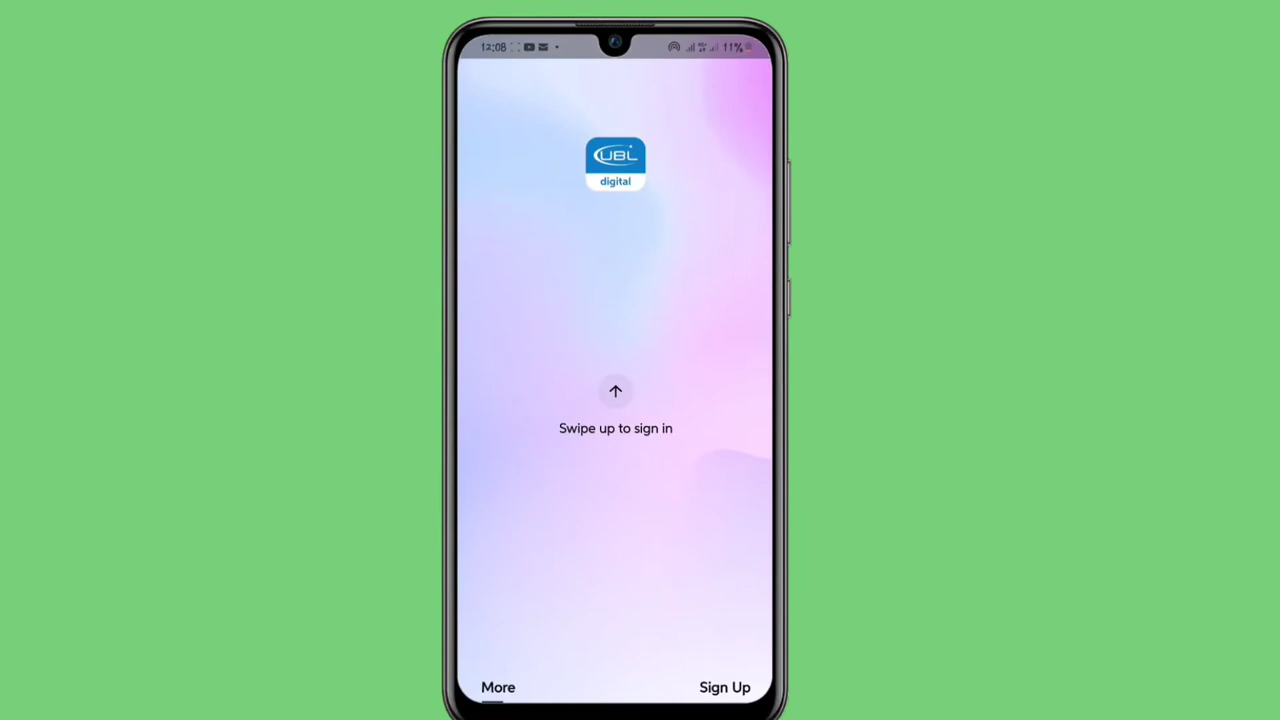 12:08
11%
UBL
digital
Swipe up to sign in
More
Sign Up